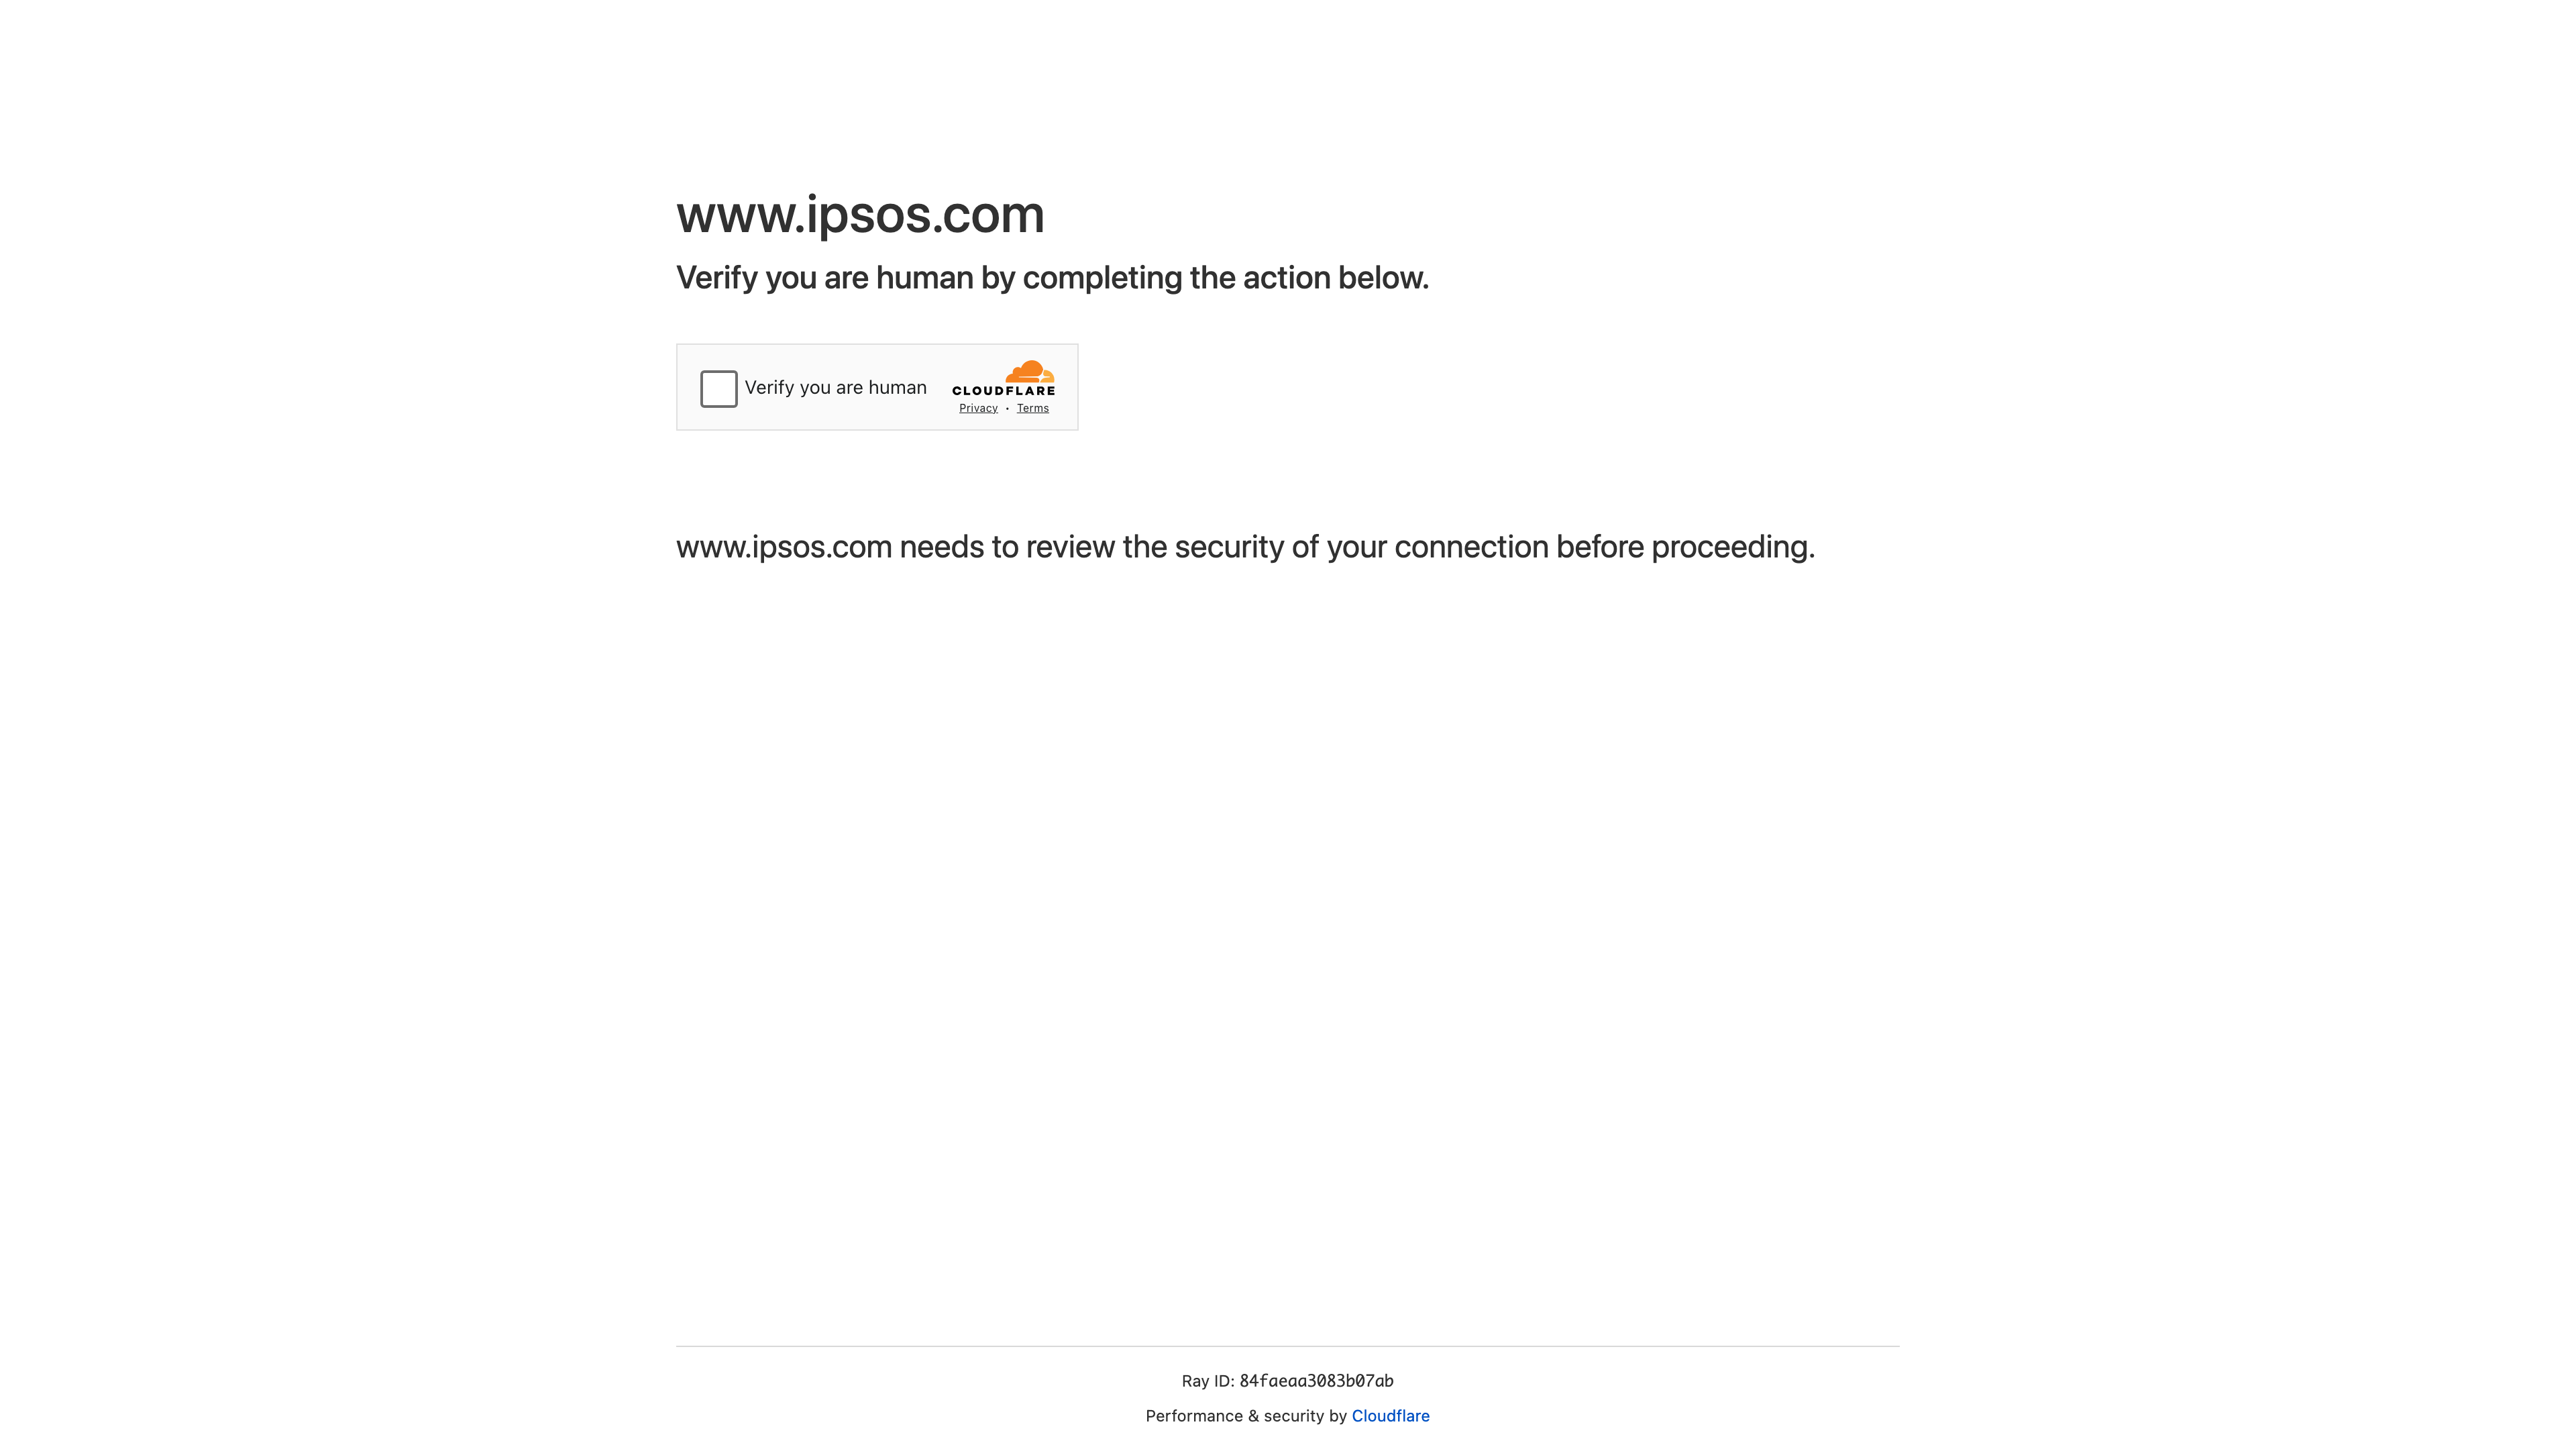 www.ipsos.com
Verify you are human by completing the action below.
Verify you are human
CLOUDFLARE
Privacy • Terms
www.ipsos.com needs to review the security of your connection before proceeding.
Ray ID: 84faeaa3083b07ab
Performance & security by Cloudflare